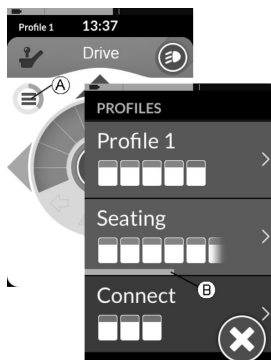 Profile 1 13:37
Drive
A
PROFILES
Profile 1
Seating
B
Connect